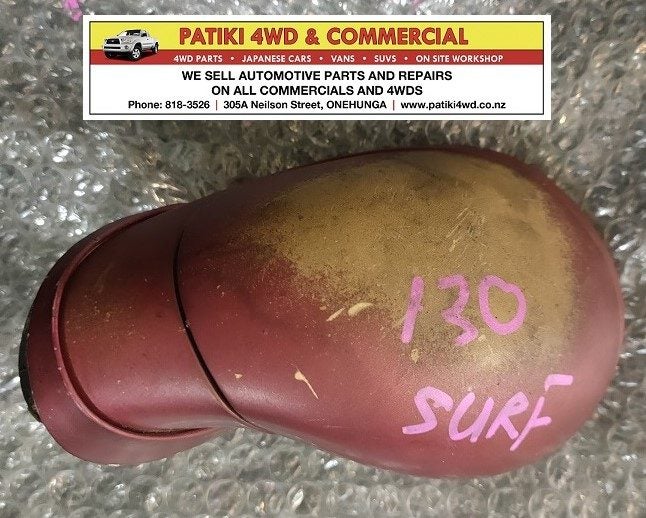 PATIKI 4WD & COMMERCIAL
4WD PARTS • JAPANESE CARS • VANS • SUVS • ON SITE WORKSHOP
WE SELL AUTOMOTIVE PARTS AND REPAIRS
ON ALL COMMERCIALS AND 4WDS
Phone: 818-3526 | 305A Neilson Street, ONEHUNGA | www.patiki4wd.co.nz
130
SURF